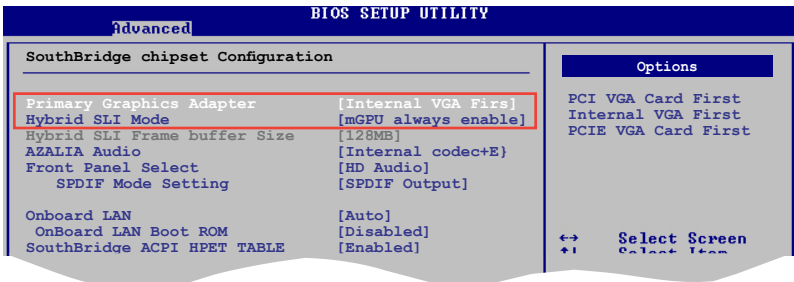 BIOS SETUP UTILITY
Advanced
SouthBridge chipset Configuration
Primary Graphics Adapter [Internal VGA Firs]
Hybrid SLI Mode [mGPU always enable]
Hybrid SLI Frame buffer Size [128MB]
AZALIA Audio [Internal codec+E}
Front Panel Select [HD Audio]
SPDIF Mode Setting [SPDIF Output]
Onboard LAN [Auto]
OnBoard LAN Boot ROM [Disabled]
SouthBridge ACPI HPET TABLE [Enabled]
Options
PCI VGA Card First
Internal VGA First
PCIE VGA Card First
←→ Select Screen
↑↓ Select Item